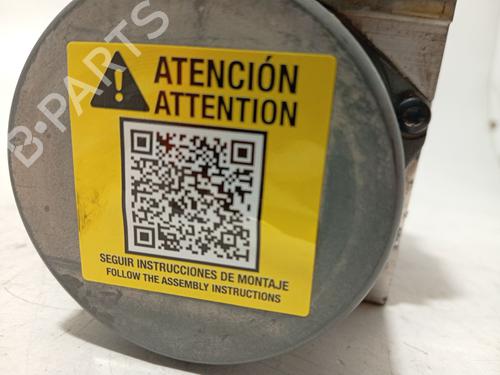 B-PARTS
ATENCIÓN
ATTENTION
SEGUIR INSTRUCCIONES DE MONTAJE
FOLLOW THE ASSEMBLY INSTRUCTIONS